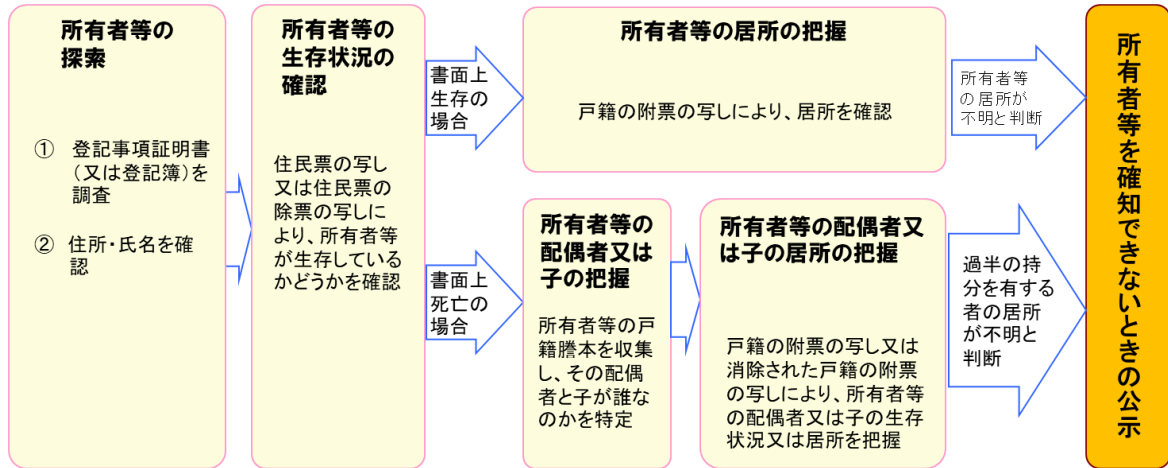 所有者等の
探索
① 登記事項証明書
(又は登記簿)を
調査
② 住所・氏名を確
認
所有者等の
生存状況の
確認
住民票の写し
又は住民票の
除票の写しに
より、所有者等
が生存している
かどうかを確認
書面上
生存の
場合
所有者等の居所の把握
戸籍の附票の写しにより、居所を確認
所有者等
の居所が
不明と判断
書面上
死亡の
場合
所有者等の
配偶者又は
子の把握
所有者等の戸
籍謄本を収集
し、その配偶
者と子が誰な
のかを特定
所有者等の配偶者又
は子の居所の把握
戸籍の附票の写し又は
消除された戸籍の附票
の写しにより、所有者等
の配偶者又は子の生存
状況又は居所を把握
過半の持
分を有する
者の居所
が不明と
判断
所有者等を確知できないときの公示